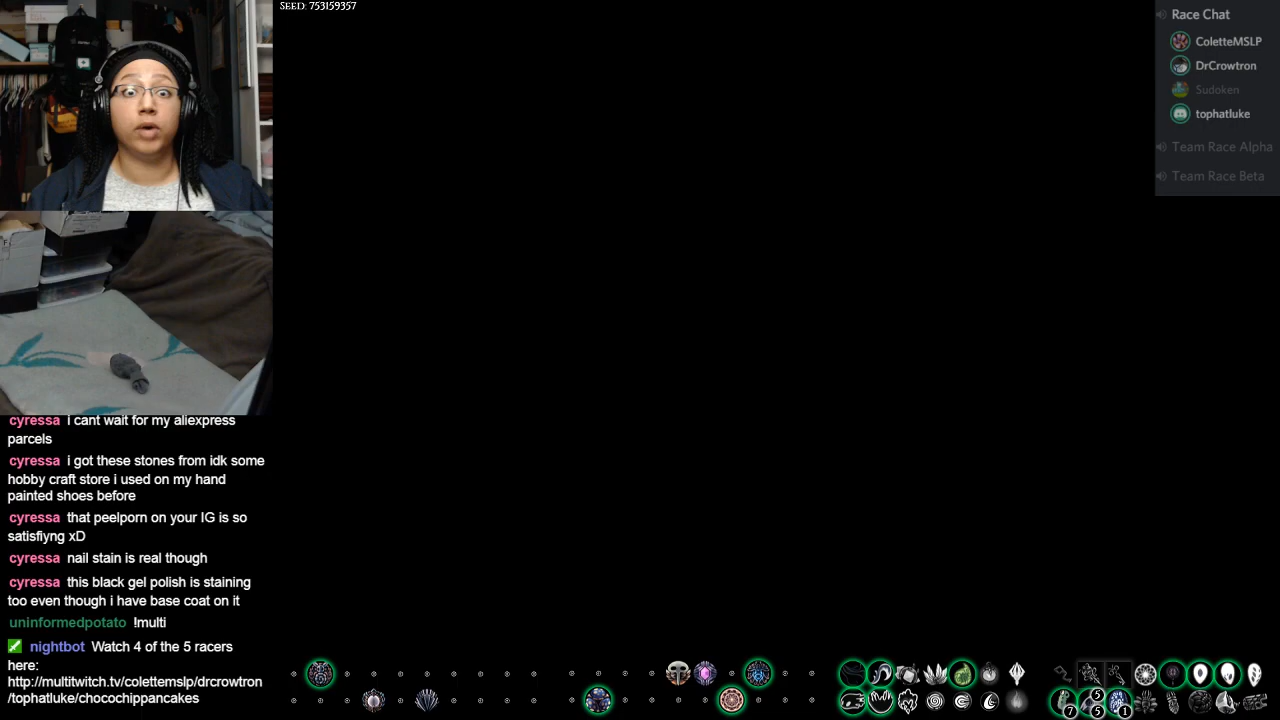 SEED: 753159357
Race Chat
ColetteMSLP
DrCrowtron
Sudoken
tophatluke
Team Race Alpha
Team Race Beta
cyressa i cant wait for my aliexpress
parcels
cyressa i got these stones from idk some
hobby craft store i used on my hand
painted shoes before
cyressa that peelporn on your IG is so
satisfiyng xD
cyressa nail stain is real though
cyressa this black gel polish is staining
too even though i have base coat on it
uninformedpotato !multi
nightbot Watch 4 of the 5 racers
here:
http://multitwitch.tv/colettemslp/drcrowtron
/tophatluke/chocochippancakes
5
7 5 1